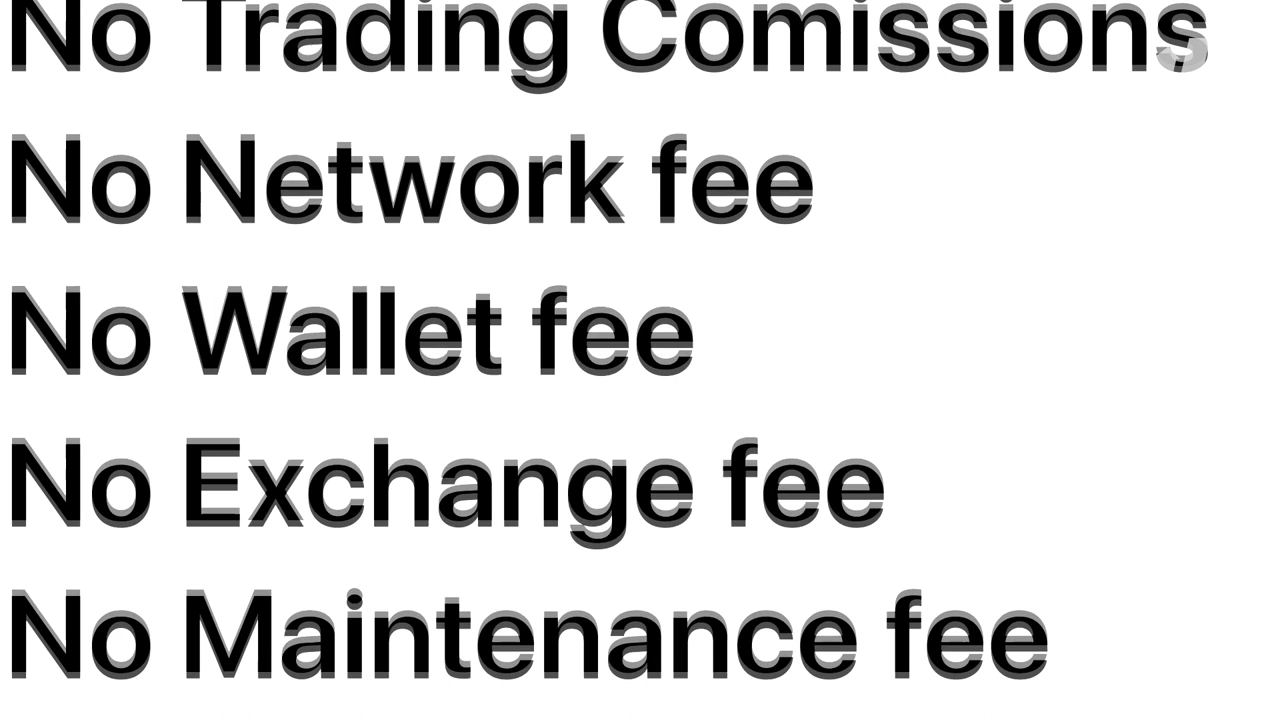 No Trading Comissions
No Network fee
No Wallet fee
No Exchange fee
No Maintenance fee